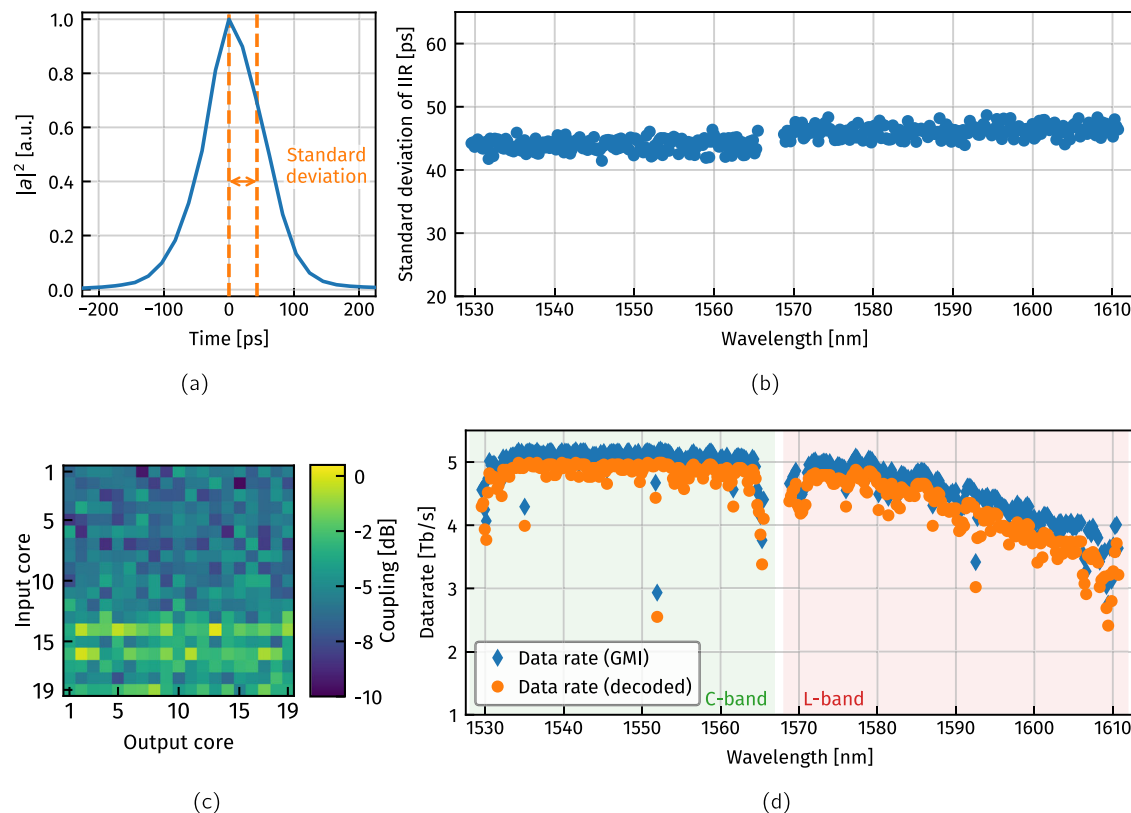 1.0
0.8
0.6
0.4
0.2
0.0
|a|² [a.u.]
Standard
deviation
−200 −100 0 100 200
Time [ps]
(a)
60
50
40
30
20
Standard deviation of IIR [ps]
1530 1540 1550 1560 1570 1580 1590 1600 1610
Wavelength [nm]
(b)
1
5
10
15
19
Input core
1 5 10 15 19
Output core
0
-2
-5
-8
-10
Coupling [dB]
(c)
5
4
3
2
1
Datarate [Tb/s]
Data rate (GMI)
Data rate (decoded)
C-band
L-band
1530 1540 1550 1560 1570 1580 1590 1600 1610
Wavelength [nm]
(d)